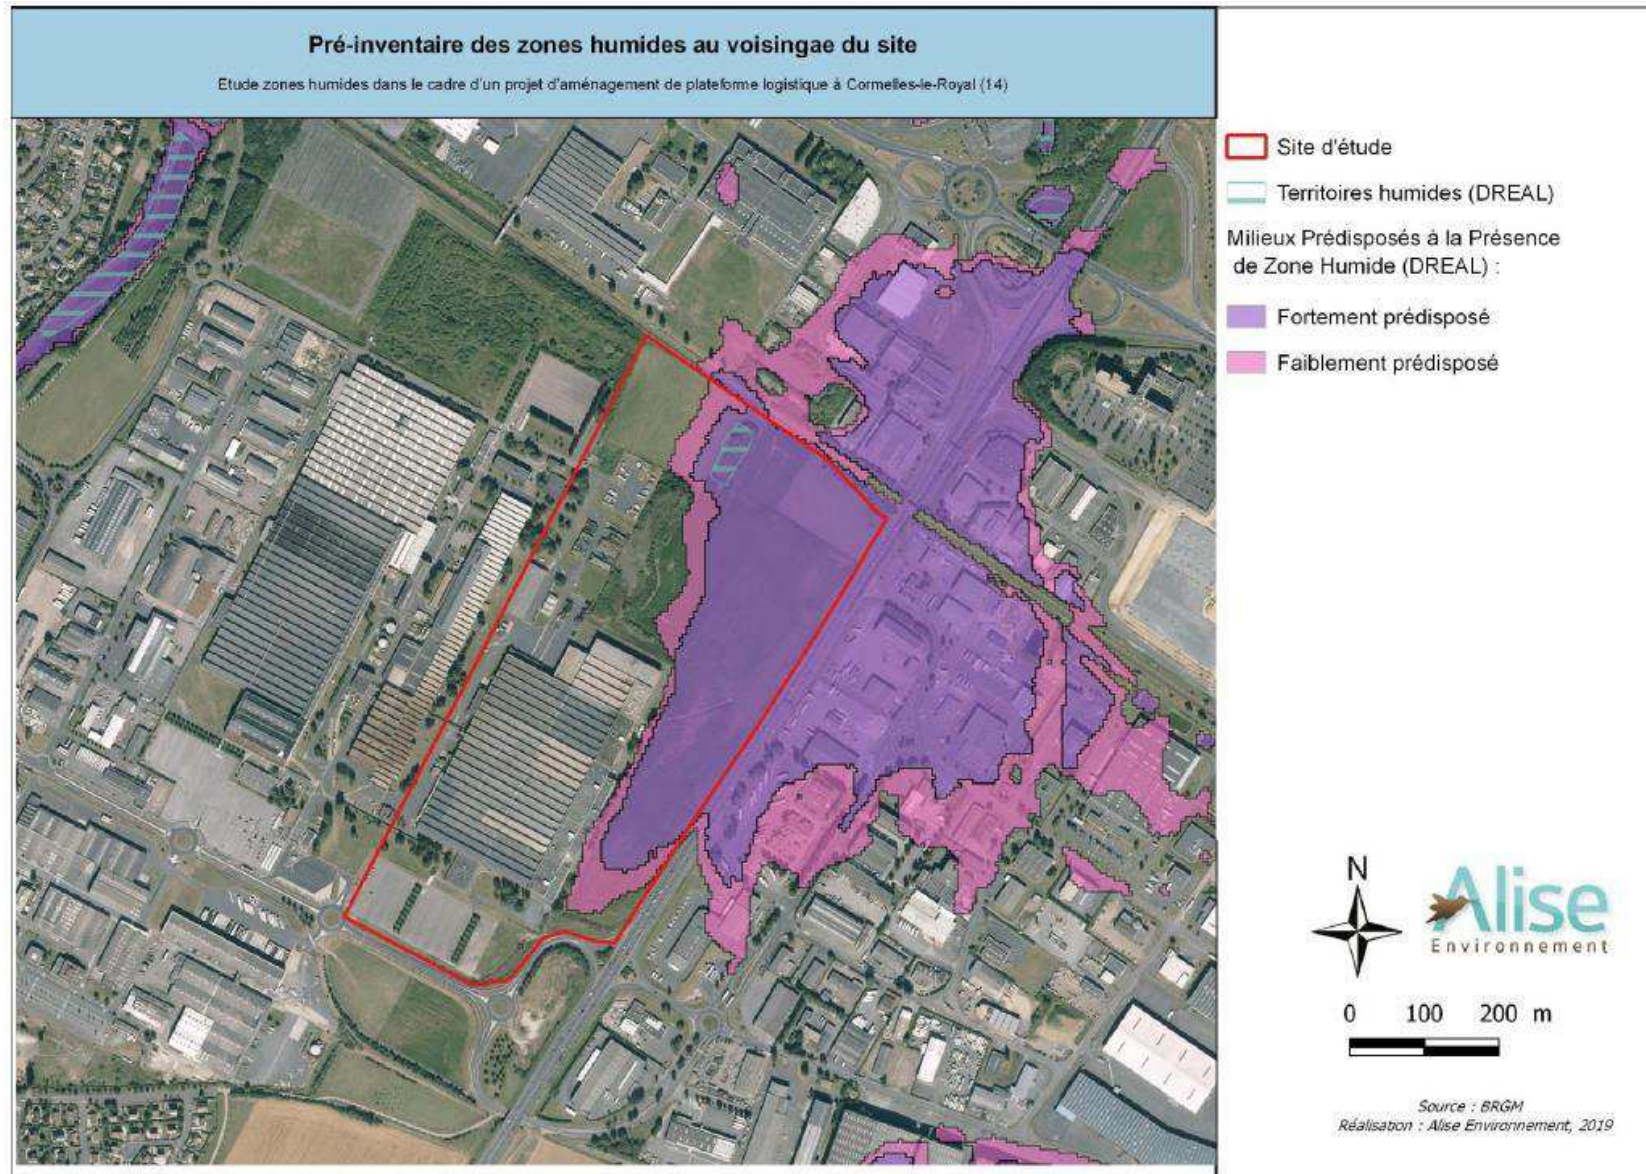 Pré-inventaire des zones humides au voisingae du site
Etude zones humides dans le cadre d'un projet d'aménagement de plateforme logistique à Cormelles-le-Royal (14)
Site d'étude
Territoires humides (DREAL)
Milieux Prédisposés à la Présence
de Zone Humide (DREAL) :
Fortement prédisposé
Faiblement prédisposé
N
Alise
Environnement
0 100 200 m
Source : BRGM
Réalisation : Alise Environnement, 2019